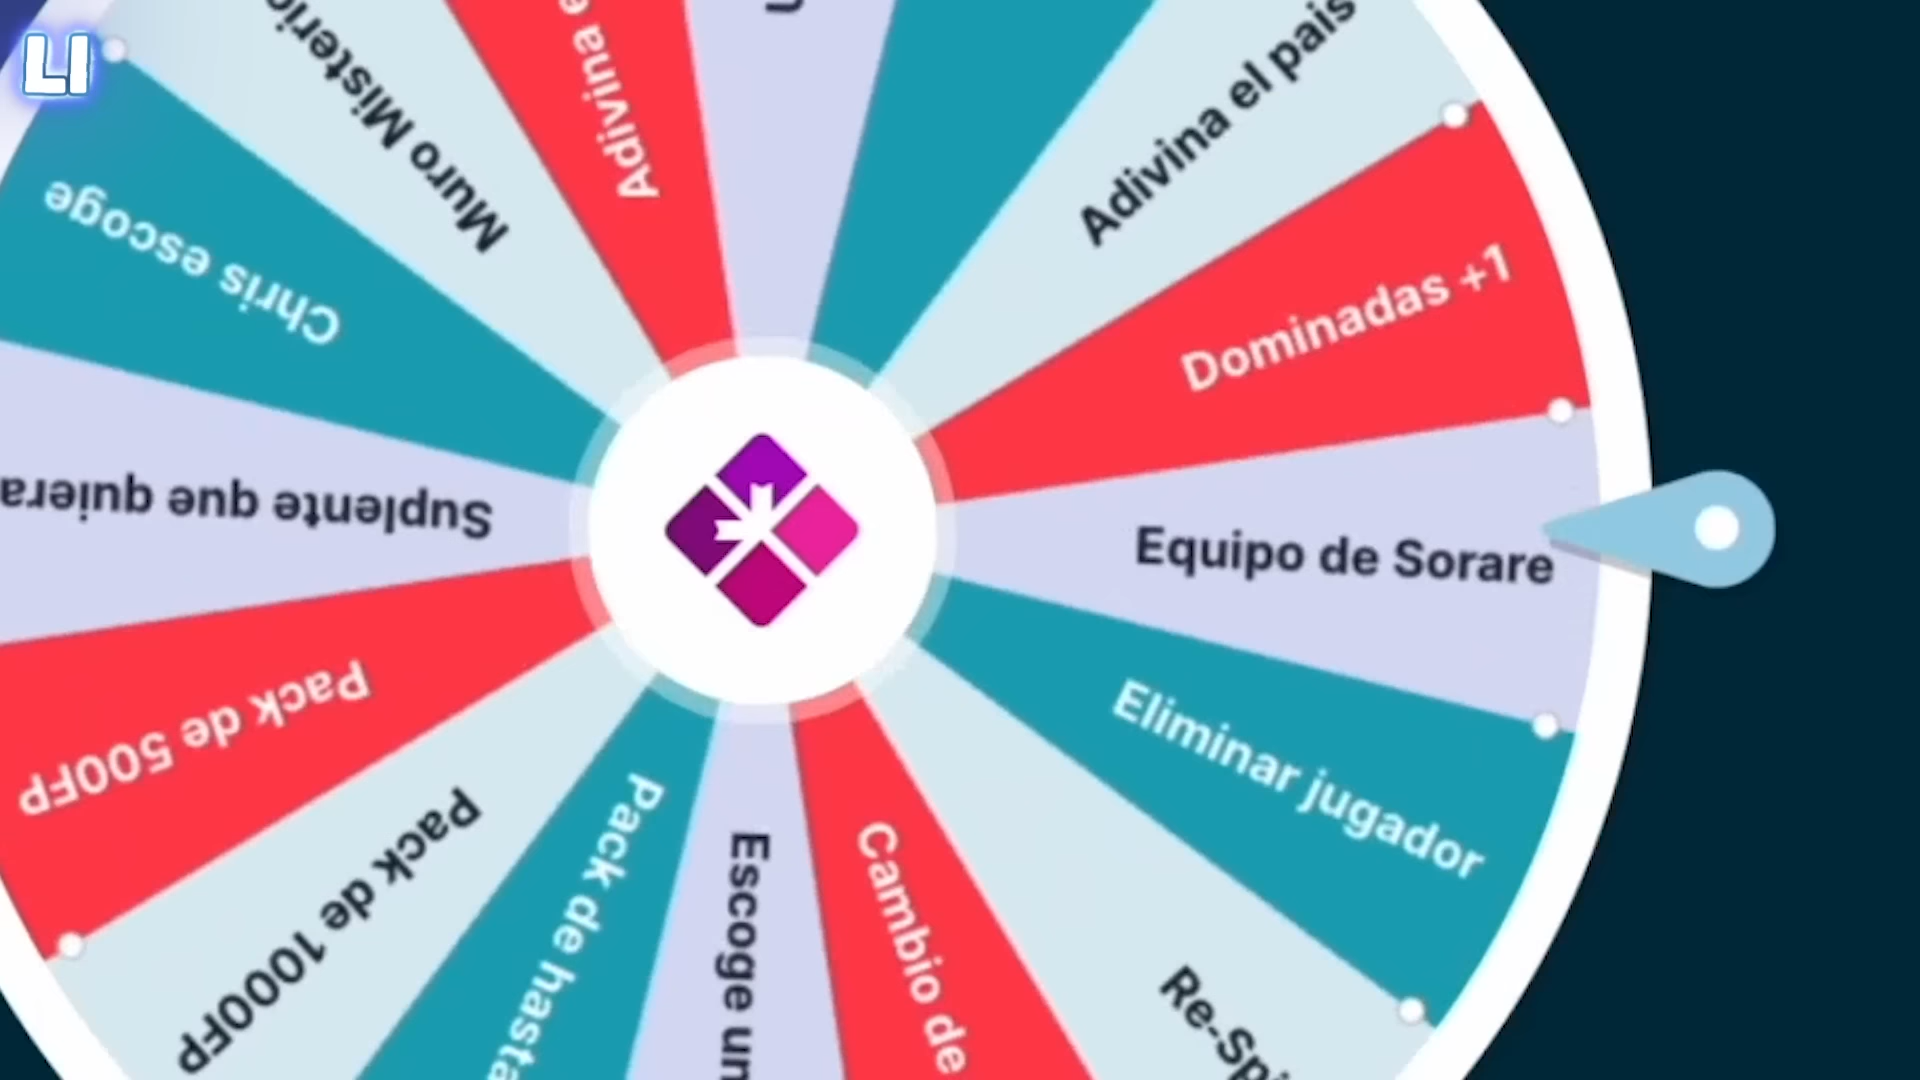 LI
Muro Misterio
Adivina e
Adivina el pais
Dominadas +1
Equipo de Sorare
Eliminar jugador
Re-Spi
Cambio de
Escoge un
Pack de hasta
Pack de 1000FP
Pack de 500FP
Suplente que quiera
Chris escoge